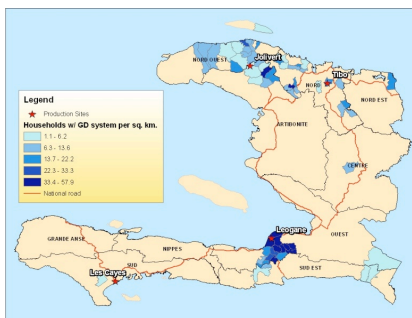 NORD OUEST
Jolivert
Tibo
NORD
NORD EST
Legend
Production Sites
Households w/ GD system per sq. km.
1.1 - 6.2
6.3 - 13.6
13.7 - 22.2
22.3 - 33.3
33.4 - 57.9
National road
ARTIBONITE
CENTRE
Leogane
OUEST
GRANDE ANSE
NIPPES
SUD
SUD EST
Les Cayes